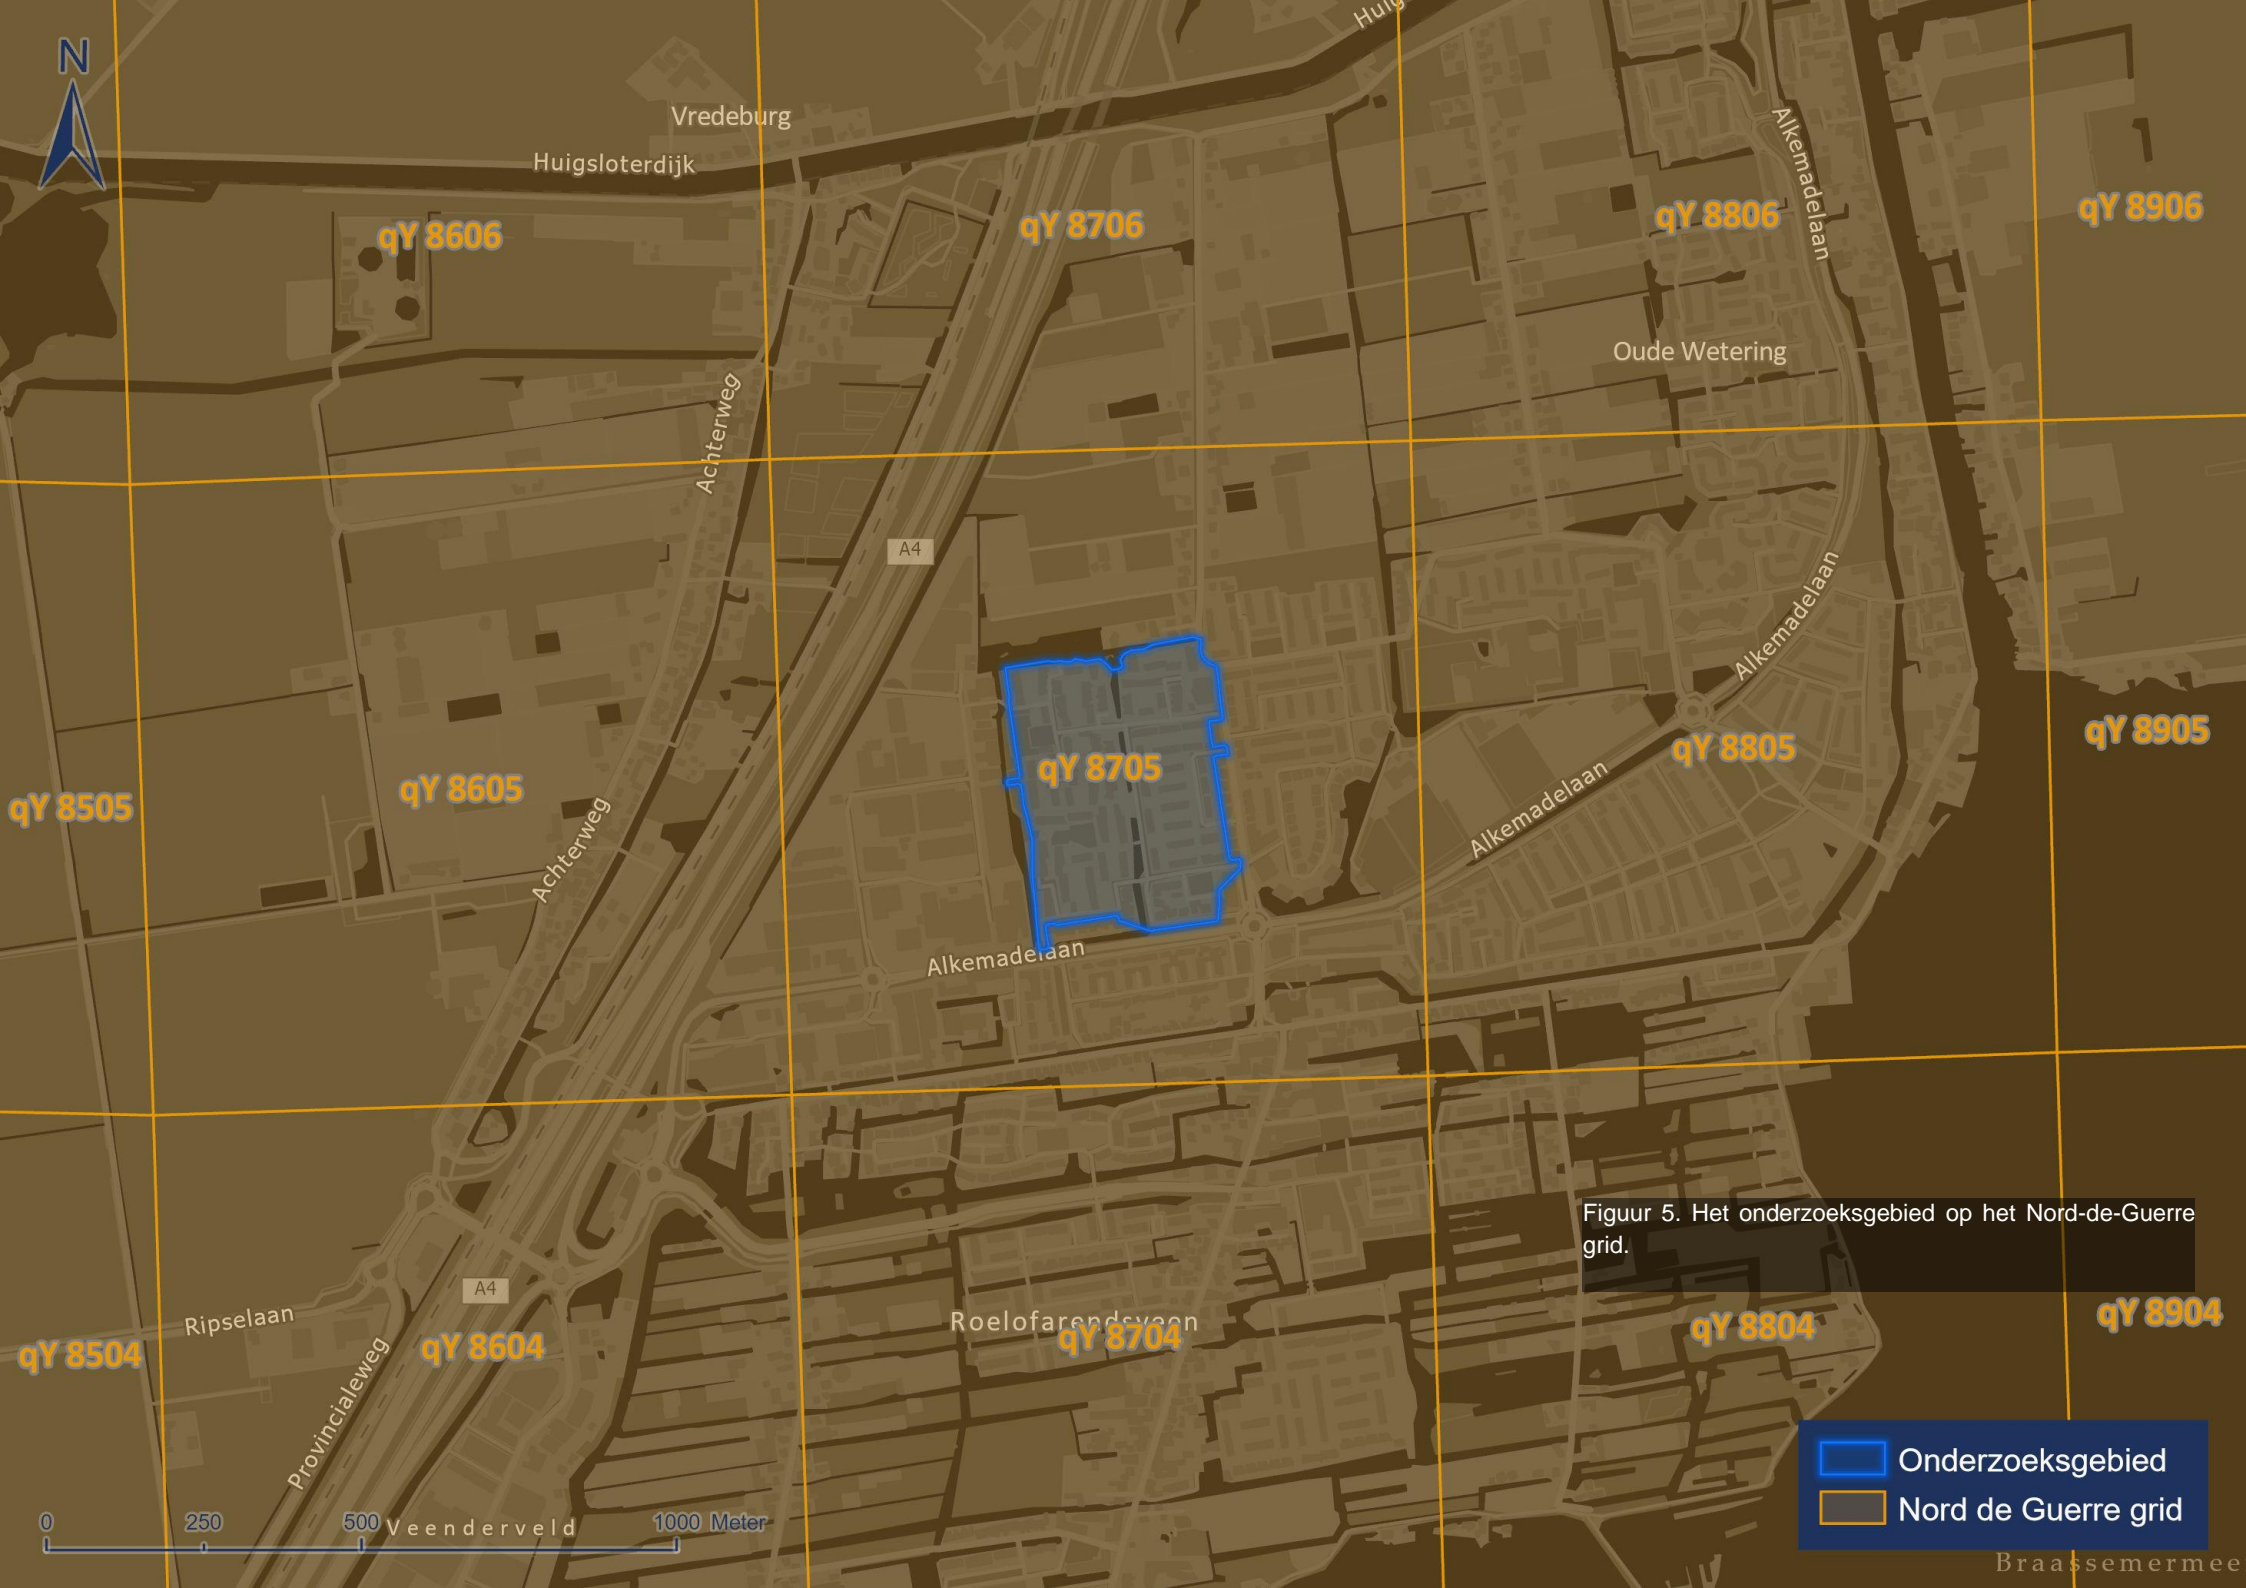 N
Huig
Vredeburg
Huigsloterdijk
Alkemadelaan
qY 8606
qY 8706
qY 8806
qY 8906
Oude Wetering
Achterweg
A4
Alkemadelaan
qY 8505
qY 8605
qY 8705
qY 8805
qY 8905
Achterweg
Alkemadelaan
Alkemadelaan
Figuur 5. Het onderzoeksgebied op het Nord-de-Guerre
grid.
A4
Ripselaan
Roelofarendsveen
qY 8504
qY 8604
qY 8704
qY 8804
qY 8904
Provincialeweg
Onderzoeksgebied
Nord de Guerre grid
0 250 500 1000 Meter
Veenderveld
Braassemermee